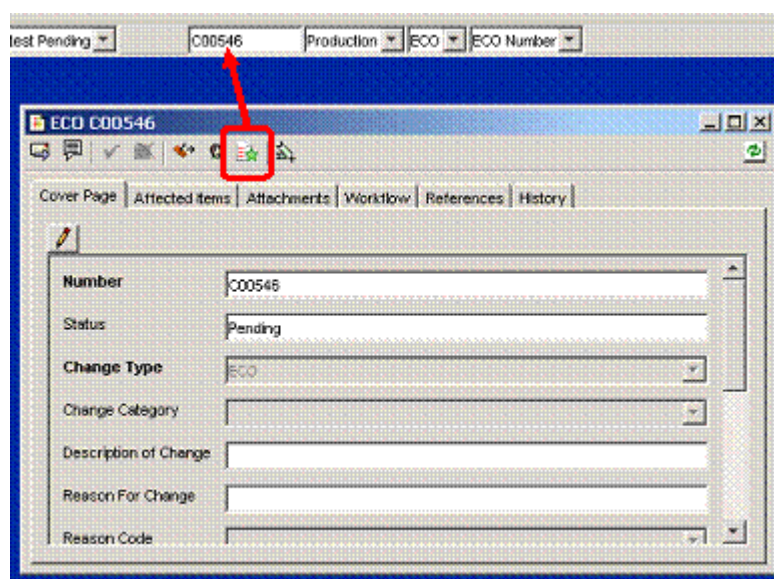 test Pending C00546 Production ECO ECO Number
ECO C00546
Cover Page Affected Items Attachments Workflow References History
Number C00546
Status Pending
Change Type ECO
Change Category
Description of Change
Reason For Change
Reason Code